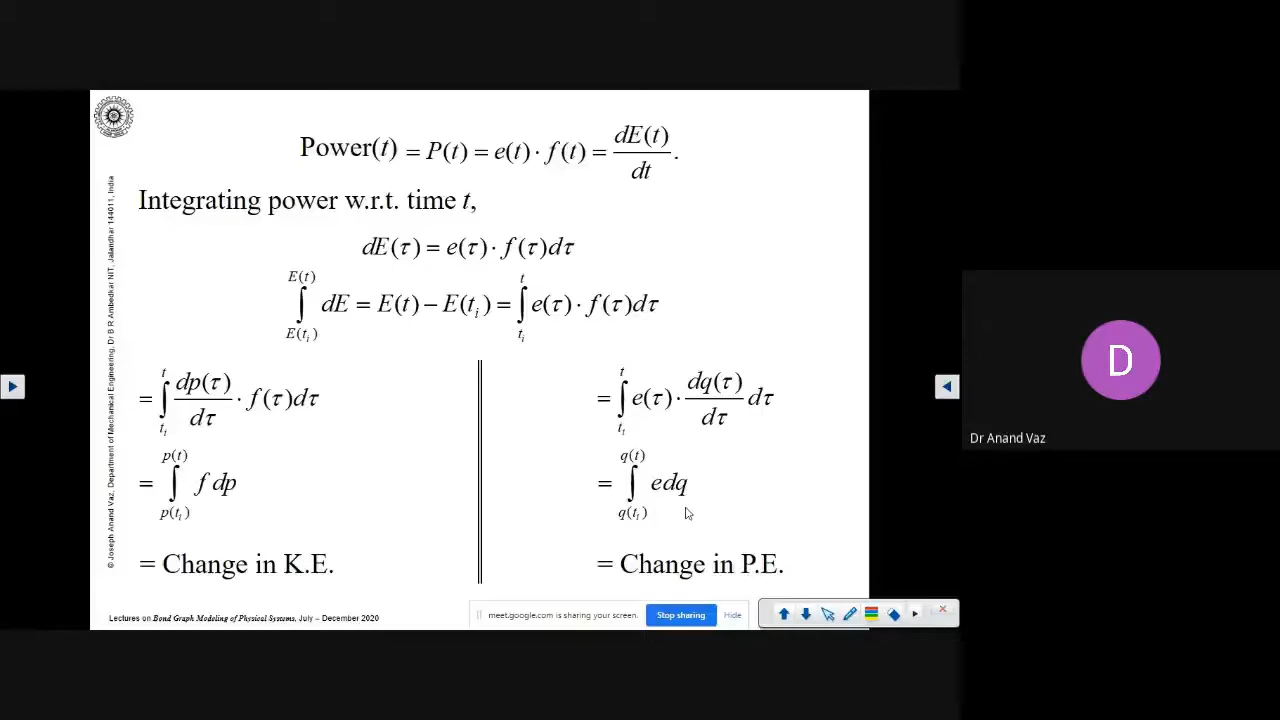 Power(t) = P(t) = e(t) · f(t) = dE(t)/dt.
Integrating power w.r.t. time t,
dE(τ) = e(τ) · f(τ)dτ
∫_{E(t_i)}^{E(t)} dE = E(t) − E(t_i) = ∫_{t_i}^{t} e(τ) · f(τ)dτ
= ∫_{t_i}^{t} dp(τ)/dτ · f(τ)dτ
= ∫_{p(t_i)}^{p(t)} f dp
= Change in K.E.
= ∫_{t_i}^{t} e(τ) · dq(τ)/dτ dτ
= ∫_{q(t_i)}^{q(t)} edq
= Change in P.E.
© Joseph Anand Vaz, Department of Mechanical Engineering, Dr B R Ambedkar NIT, Jalandhar 144011, India
Lectures on Bond Graph Modeling of Physical Systems, July – December 2020
meet.google.com is sharing your screen.
Stop sharing
Hide
D
Dr Anand Vaz